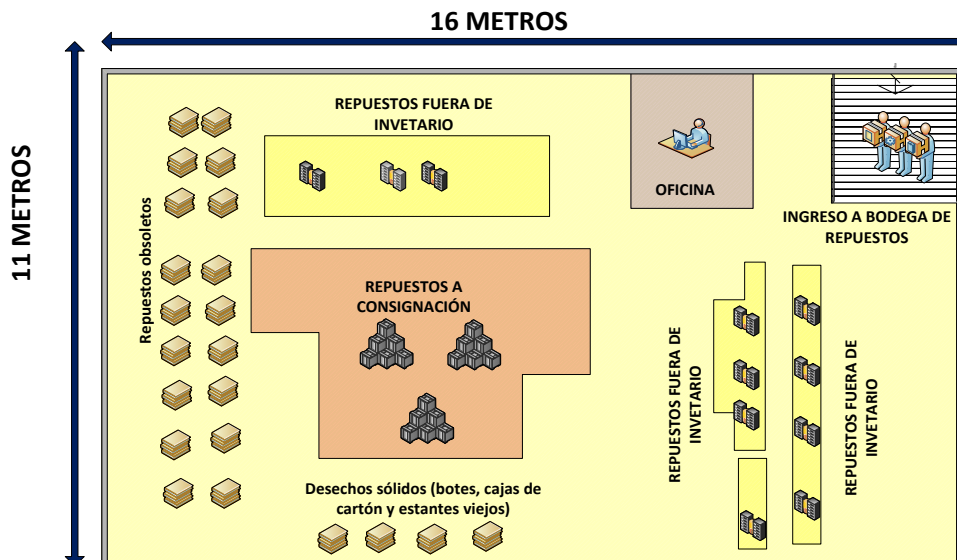 16 METROS
11 METROS
REPUESTOS FUERA DE
INVETARIO
OFICINA
INGRESO A BODEGA DE
REPUESTOS
Repuestos obsoletos
REPUESTOS A
CONSIGNACIÓN
REPUESTOS FUERA DE
INVETARIO
REPUESTOS FUERA DE
INVETARIO
Desechos sólidos (botes, cajas de
cartón y estantes viejos)